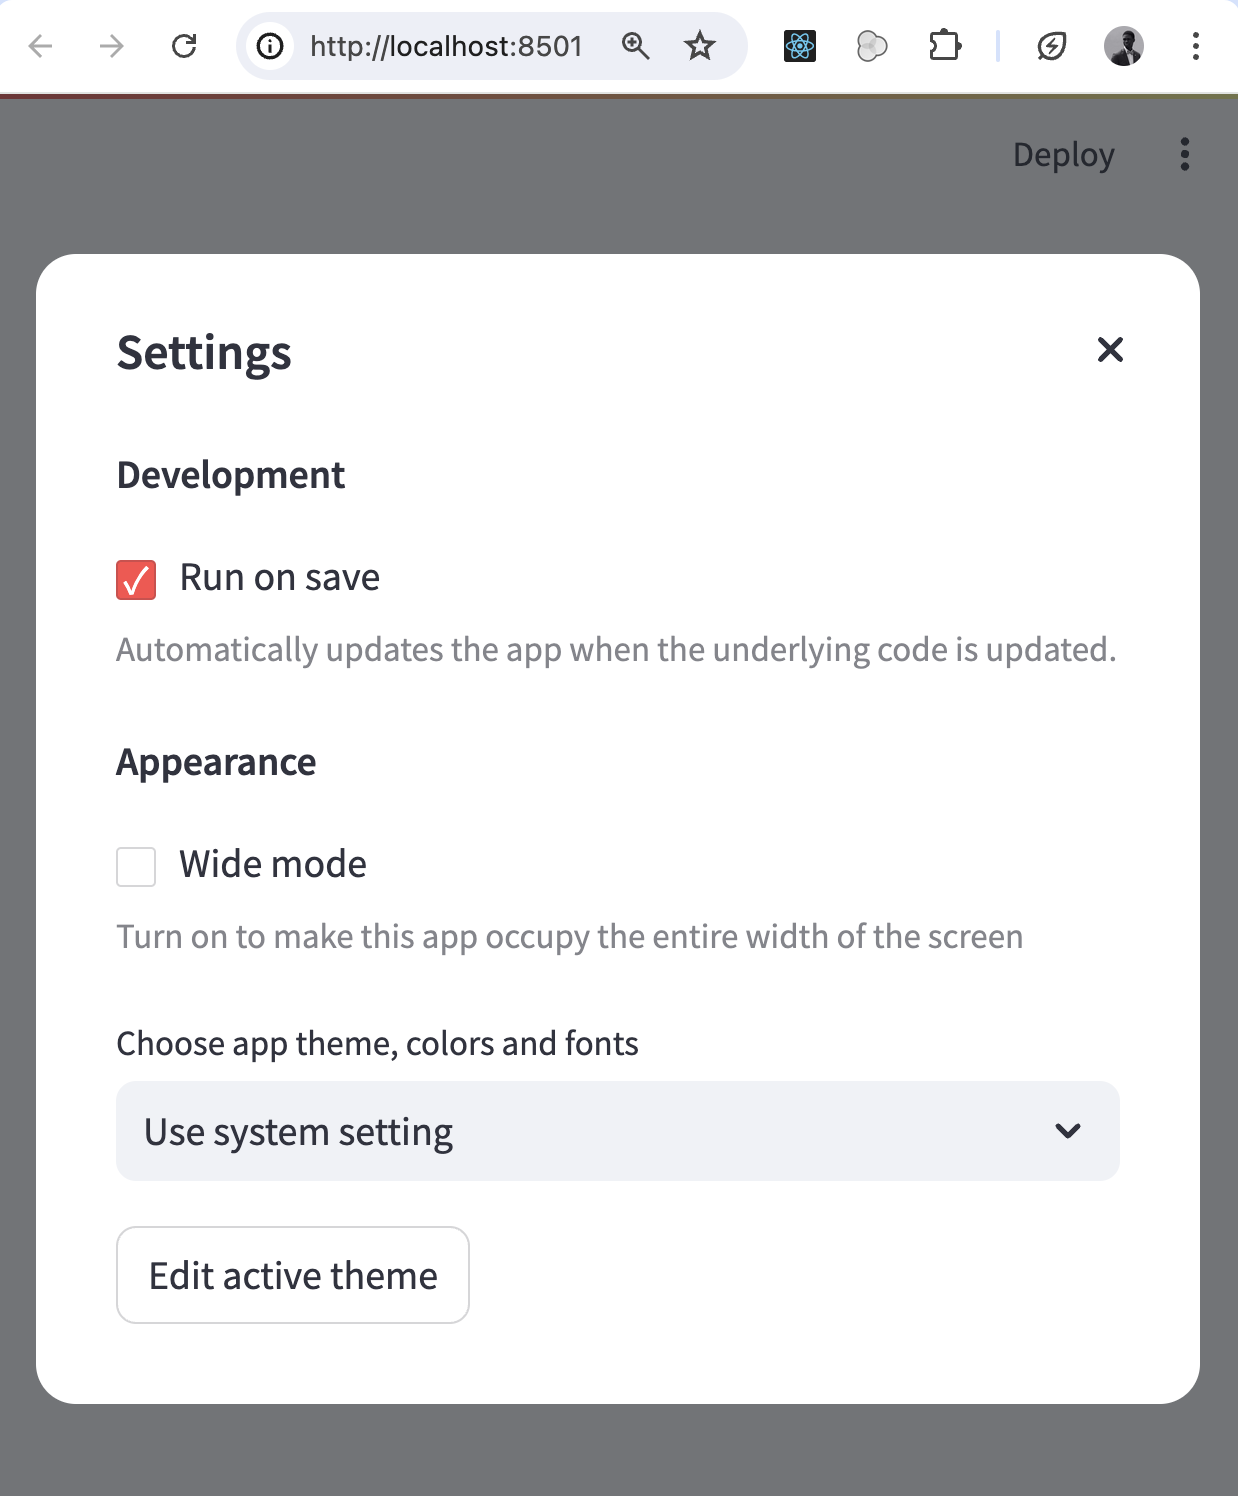 http://localhost:8501
Deploy
Settings
Development
Run on save
Automatically updates the app when the underlying code is updated.
Appearance
Wide mode
Turn on to make this app occupy the entire width of the screen
Choose app theme, colors and fonts
Use system setting
Edit active theme